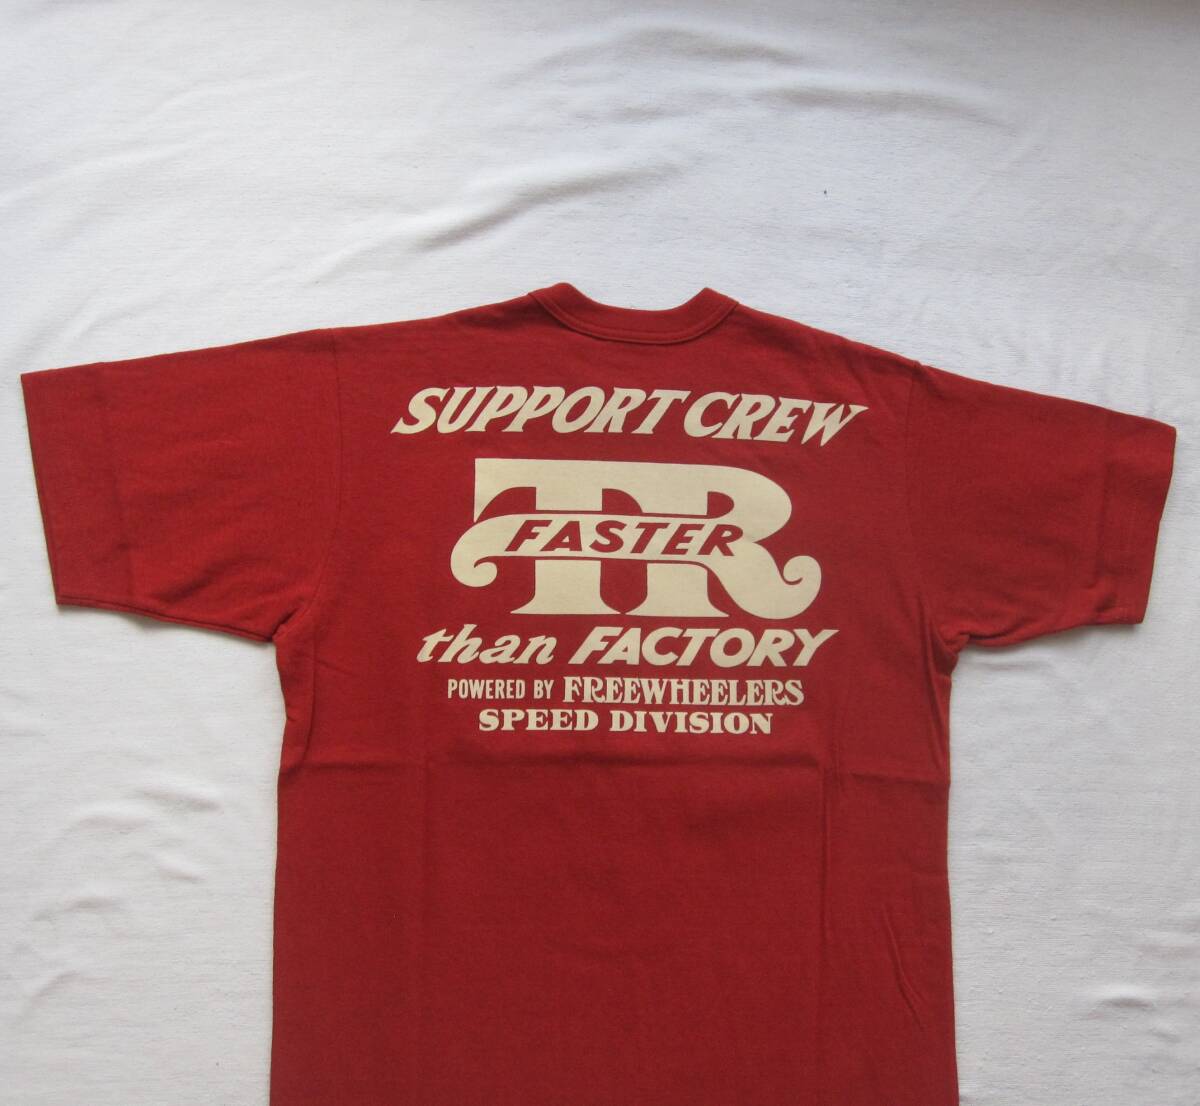 SUPPORT CREW
TR
FASTER
than FACTORY
POWERED BY FREEWHEELERS
SPEED DIVISION